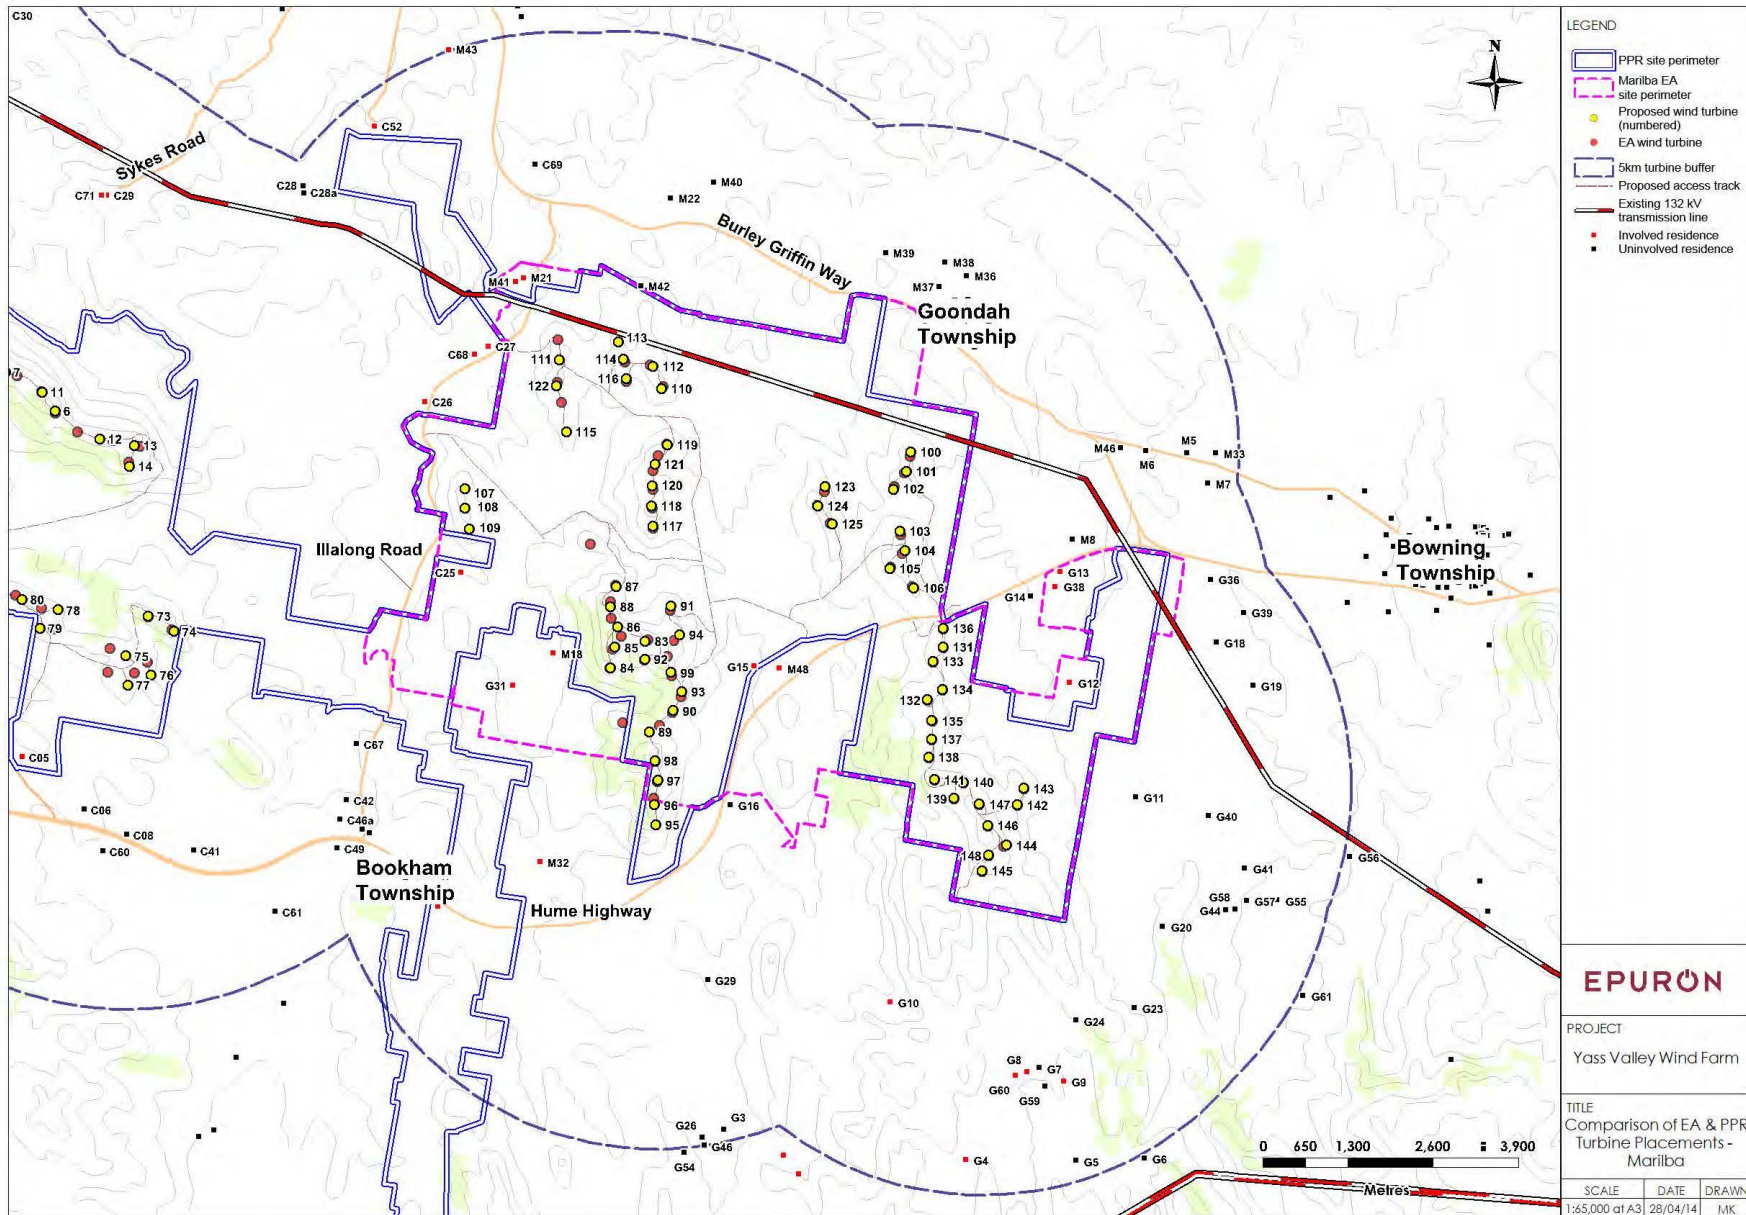 C30
M43
C52
Sykes Road
C71
C29
C28
C28a
C69
M40
M22
Burley Griffin Way
M39
M38
M36
M37
M41
M21
M42
Goondah
Township
C68
C27
C26
113
111
114
112
116
110
122
115
7
11
6
12
13
14
119
121
120
118
117
107
108
109
100
101
102
123
124
125
103
104
105
106
M46
M6
M5
M33
M7
M8
Bowning
Township
Illalong Road
C25
G13
G38
G14
G36
G39
G18
G19
G12
80
78
79
73
74
75
76
77
87
88
86
85
84
83
92
91
94
99
93
90
89
98
97
96
95
M18
G31
G15
M48
G16
136
131
133
134
132
135
137
138
141
140
139
143
142
147
146
144
148
145
C05
C67
C06
C08
C60
C41
C42
C46a
C49
Bookham
Township
M32
Hume Highway
C61
G11
G40
G56
G41
G58
G44
G57
G55
G20
G29
G10
G23
G24
G61
G8
G7
G60
G59
G9
G3
G26
G46
G54
G4
G5
G6
0 650 1,300 2,600 3,900
Metres
N
LEGEND
PPR site perimeter
Marilba EA
site perimeter
Proposed wind turbine
(numbered)
EA wind turbine
5km turbine buffer
Proposed access track
Existing 132 kV
transmission line
Involved residence
Uninvolved residence
EPURON
PROJECT
Yass Valley Wind Farm
TITLE
Comparison of EA & PPR
Turbine Placements -
Marilba
SCALE DATE DRAWN
1:65,000 at A3 28/04/14 MK